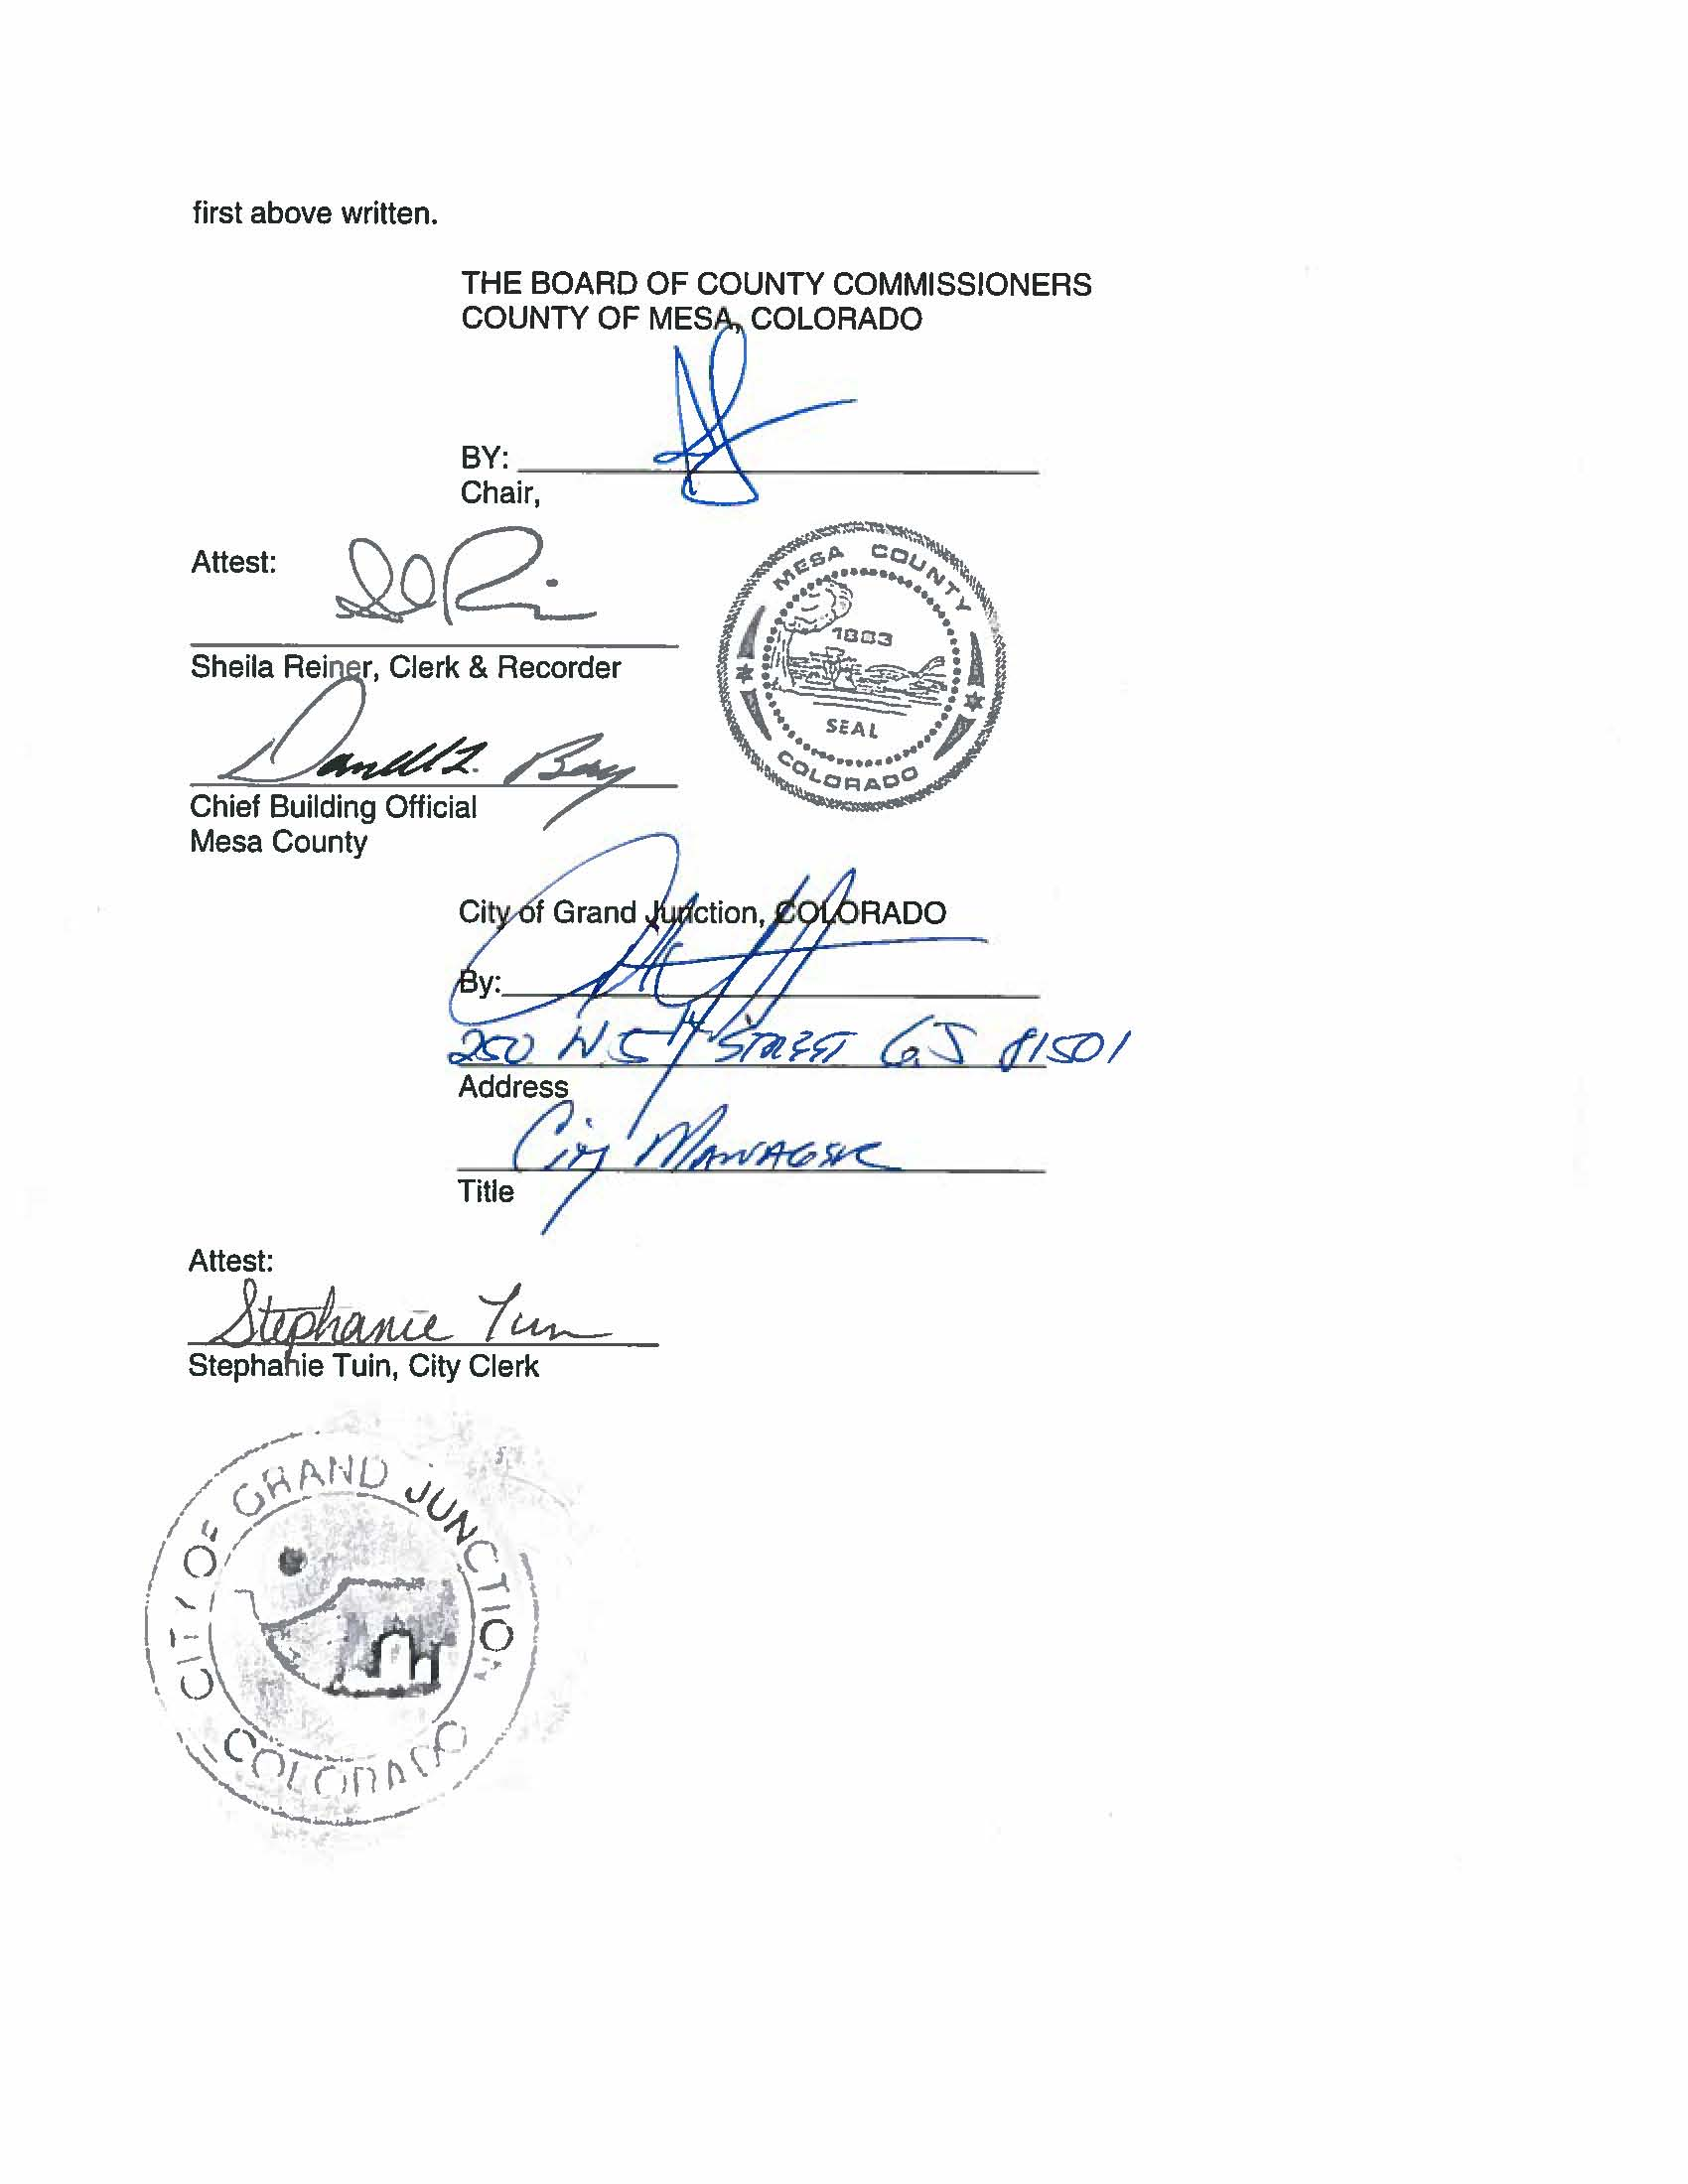 first above written.
THE BOARD OF COUNTY COMMISSIONERS
COUNTY OF MESA, COLORADO
BY:
Chair,
Attest:
MESA COUNTY
1883
SEAL
COLORADO
Sheila Reiner, Clerk & Recorder
Chief Building Official
Mesa County
City of Grand Junction, COLORADO
By:
250 N 5th STREET GJ 81501
Address
City Manager
Title
Attest:
Stephanie Tuin
Stephanie Tuin, City Clerk
CITY OF GRAND JUNCTION
COLORADO